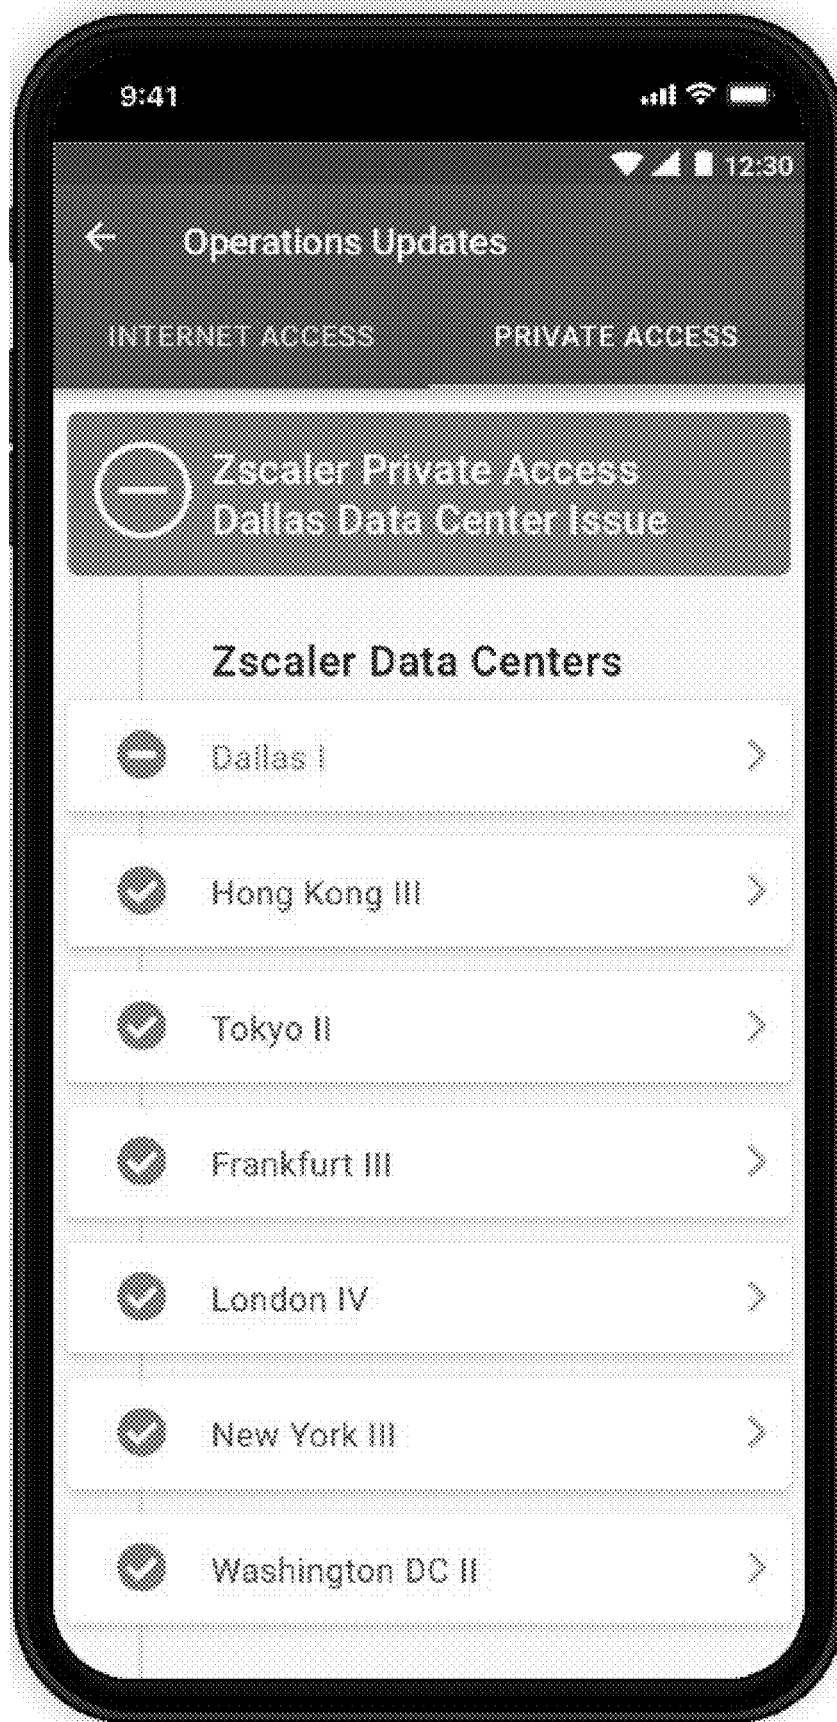 9:41
12:30
Operations Updates
INTERNET ACCESS
PRIVATE ACCESS
Zscaler Private Access
Dallas Data Center Issue
Zscaler Data Centers
Dallas I
Hong Kong III
Tokyo II
Frankfurt III
London IV
New York III
Washington DC II